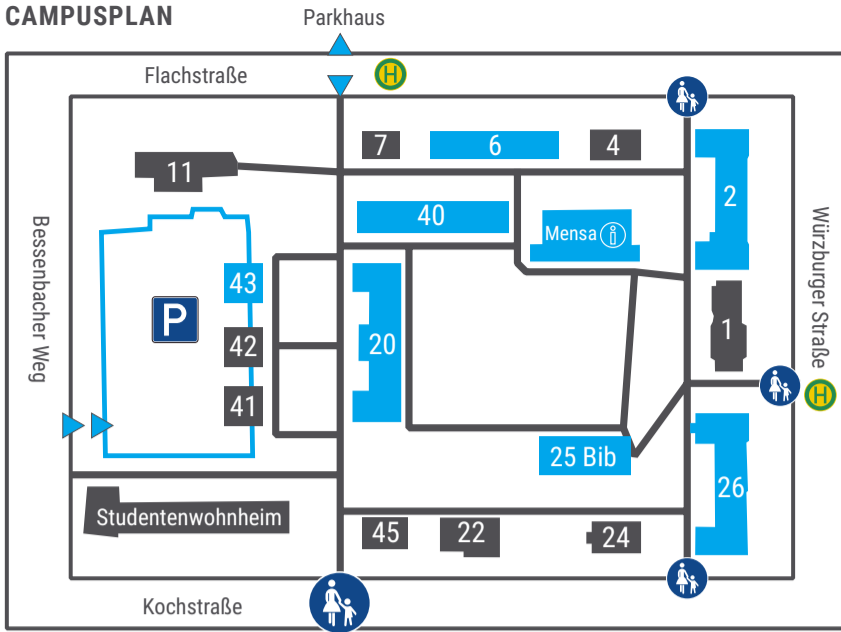 CAMPUSPLAN
Parkhaus
Flachstraße
H
7
6
4
11
2
40
Mensa i
Bessenbacher Weg
Würzburger Straße
43
P
1
42
20
41
H
25 Bib
26
Studentenwohnheim
45
22
24
Kochstraße